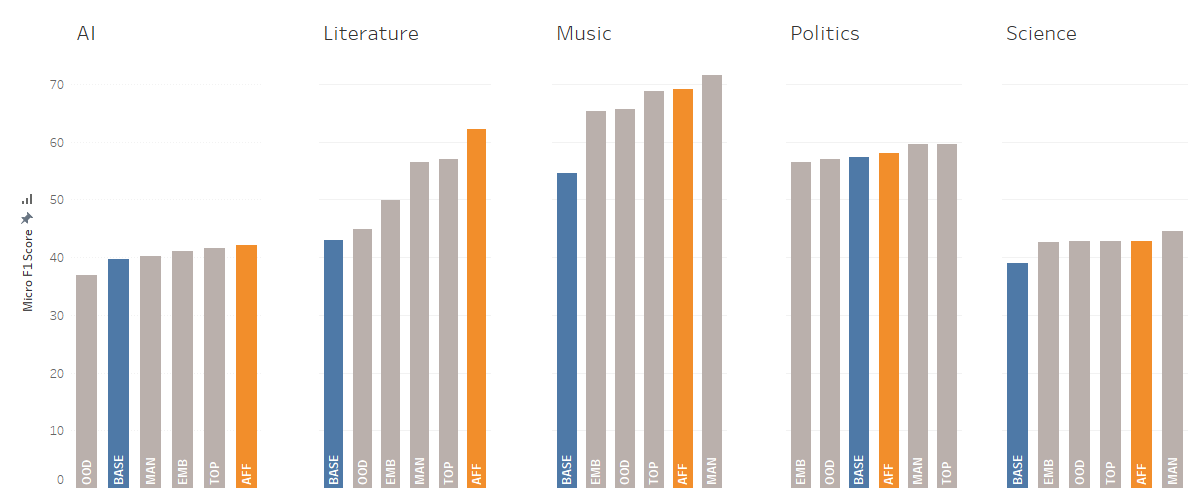 AI Literature Music Politics Science
70
60
50
40
30
20
10
0
Micro F1 Score
OOD BASE MAN EMB TOP AFF
BASE OOD EMB MAN TOP AFF
BASE EMB OOD TOP AFF MAN
EMB OOD BASE AFF MAN TOP
BASE EMB OOD TOP AFF MAN